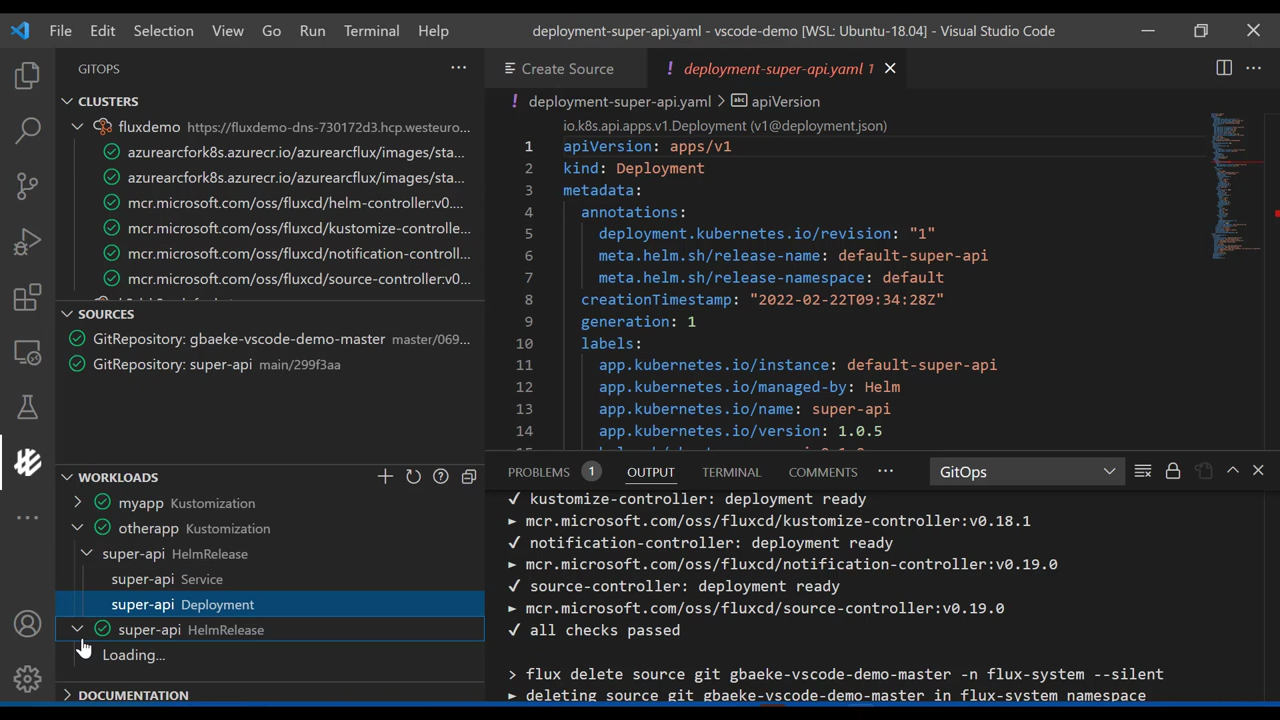 File Edit Selection View Go Run Terminal Help deployment-super-api.yaml - vscode-demo [WSL: Ubuntu-18.04] - Visual Studio Code
GITOPS
CLUSTERS
fluxdemo https://fluxdemo-dns-730172d3.hcp.westeuro...
azurearcfork8s.azurecr.io/azurearcflux/images/sta...
azurearcfork8s.azurecr.io/azurearcflux/images/sta...
mcr.microsoft.com/oss/fluxcd/helm-controller:v0....
mcr.microsoft.com/oss/fluxcd/kustomize-controlle...
mcr.microsoft.com/oss/fluxcd/notification-controll...
mcr.microsoft.com/oss/fluxcd/source-controller:v0...
SOURCES
GitRepository: gbaeke-vscode-demo-master master/069...
GitRepository: super-api main/299f3aa
WORKLOADS
myapp Kustomization
otherapp Kustomization
super-api HelmRelease
super-api Service
super-api Deployment
super-api HelmRelease
Loading...
DOCUMENTATION
Create Source ! deployment-super-api.yaml 1
! deployment-super-api.yaml > abc apiVersion
io.k8s.api.apps.v1.Deployment (v1@deployment.json)
1 apiVersion: apps/v1
2 kind: Deployment
3 metadata:
4 annotations:
5 deployment.kubernetes.io/revision: "1"
6 meta.helm.sh/release-name: default-super-api
7 meta.helm.sh/release-namespace: default
8 creationTimestamp: "2022-02-22T09:34:28Z"
9 generation: 1
10 labels:
11 app.kubernetes.io/instance: default-super-api
12 app.kubernetes.io/managed-by: Helm
13 app.kubernetes.io/name: super-api
14 app.kubernetes.io/version: 1.0.5
PROBLEMS 1 OUTPUT TERMINAL COMMENTS ... GitOps
✓ kustomize-controller: deployment ready
► mcr.microsoft.com/oss/fluxcd/kustomize-controller:v0.18.1
✓ notification-controller: deployment ready
► mcr.microsoft.com/oss/fluxcd/notification-controller:v0.19.0
✓ source-controller: deployment ready
► mcr.microsoft.com/oss/fluxcd/source-controller:v0.19.0
✓ all checks passed
> flux delete source git gbaeke-vscode-demo-master -n flux-system --silent
► deleting source git gbaeke-vscode-demo-master in flux-system namespace